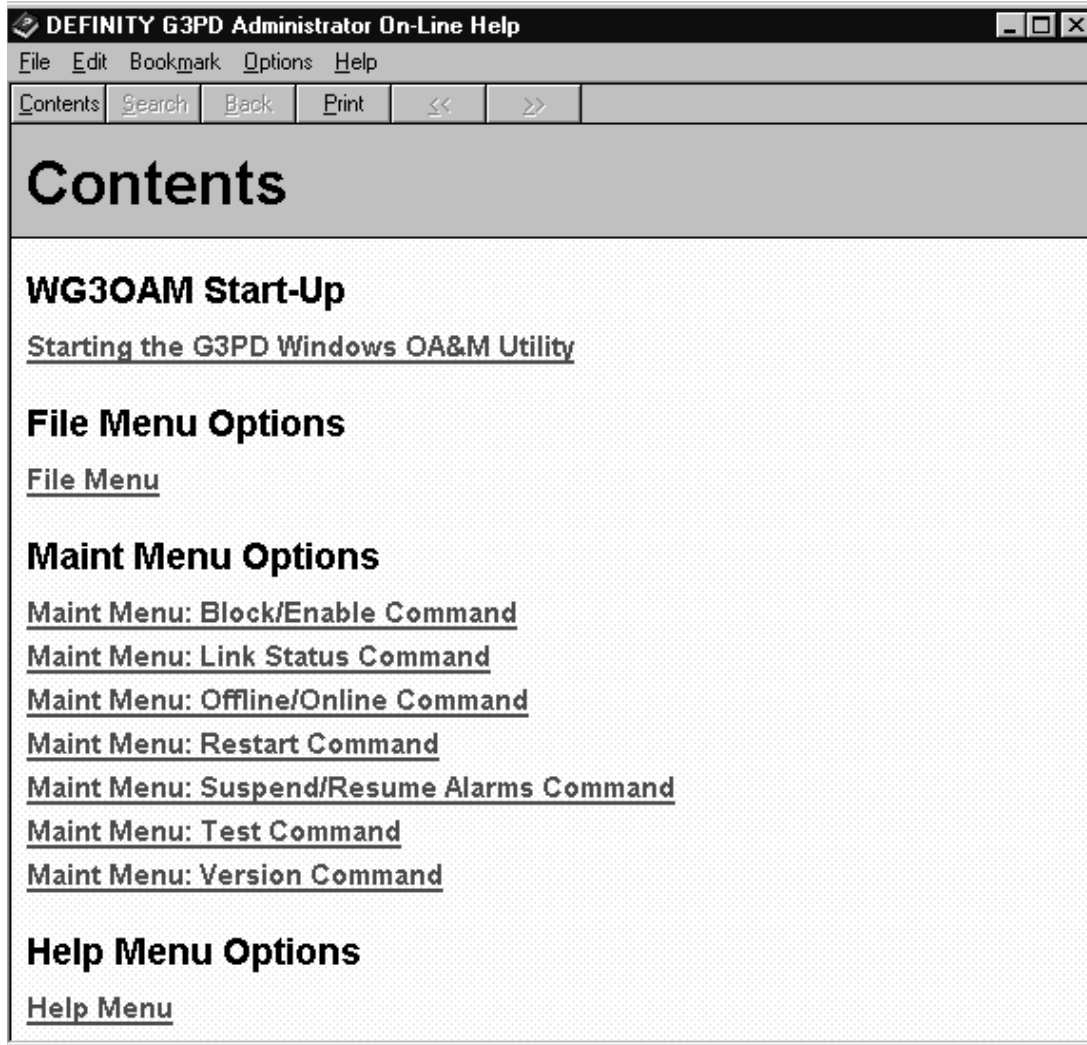 DEFINITY G3PD Administrator On-Line Help
File Edit Bookmark Options Help
Contents Search Back Print << >>
Contents
WG3OAM Start-Up
Starting the G3PD Windows OA&M Utility
File Menu Options
File Menu
Maint Menu Options
Maint Menu: Block/Enable Command
Maint Menu: Link Status Command
Maint Menu: Offline/Online Command
Maint Menu: Restart Command
Maint Menu: Suspend/Resume Alarms Command
Maint Menu: Test Command
Maint Menu: Version Command
Help Menu Options
Help Menu